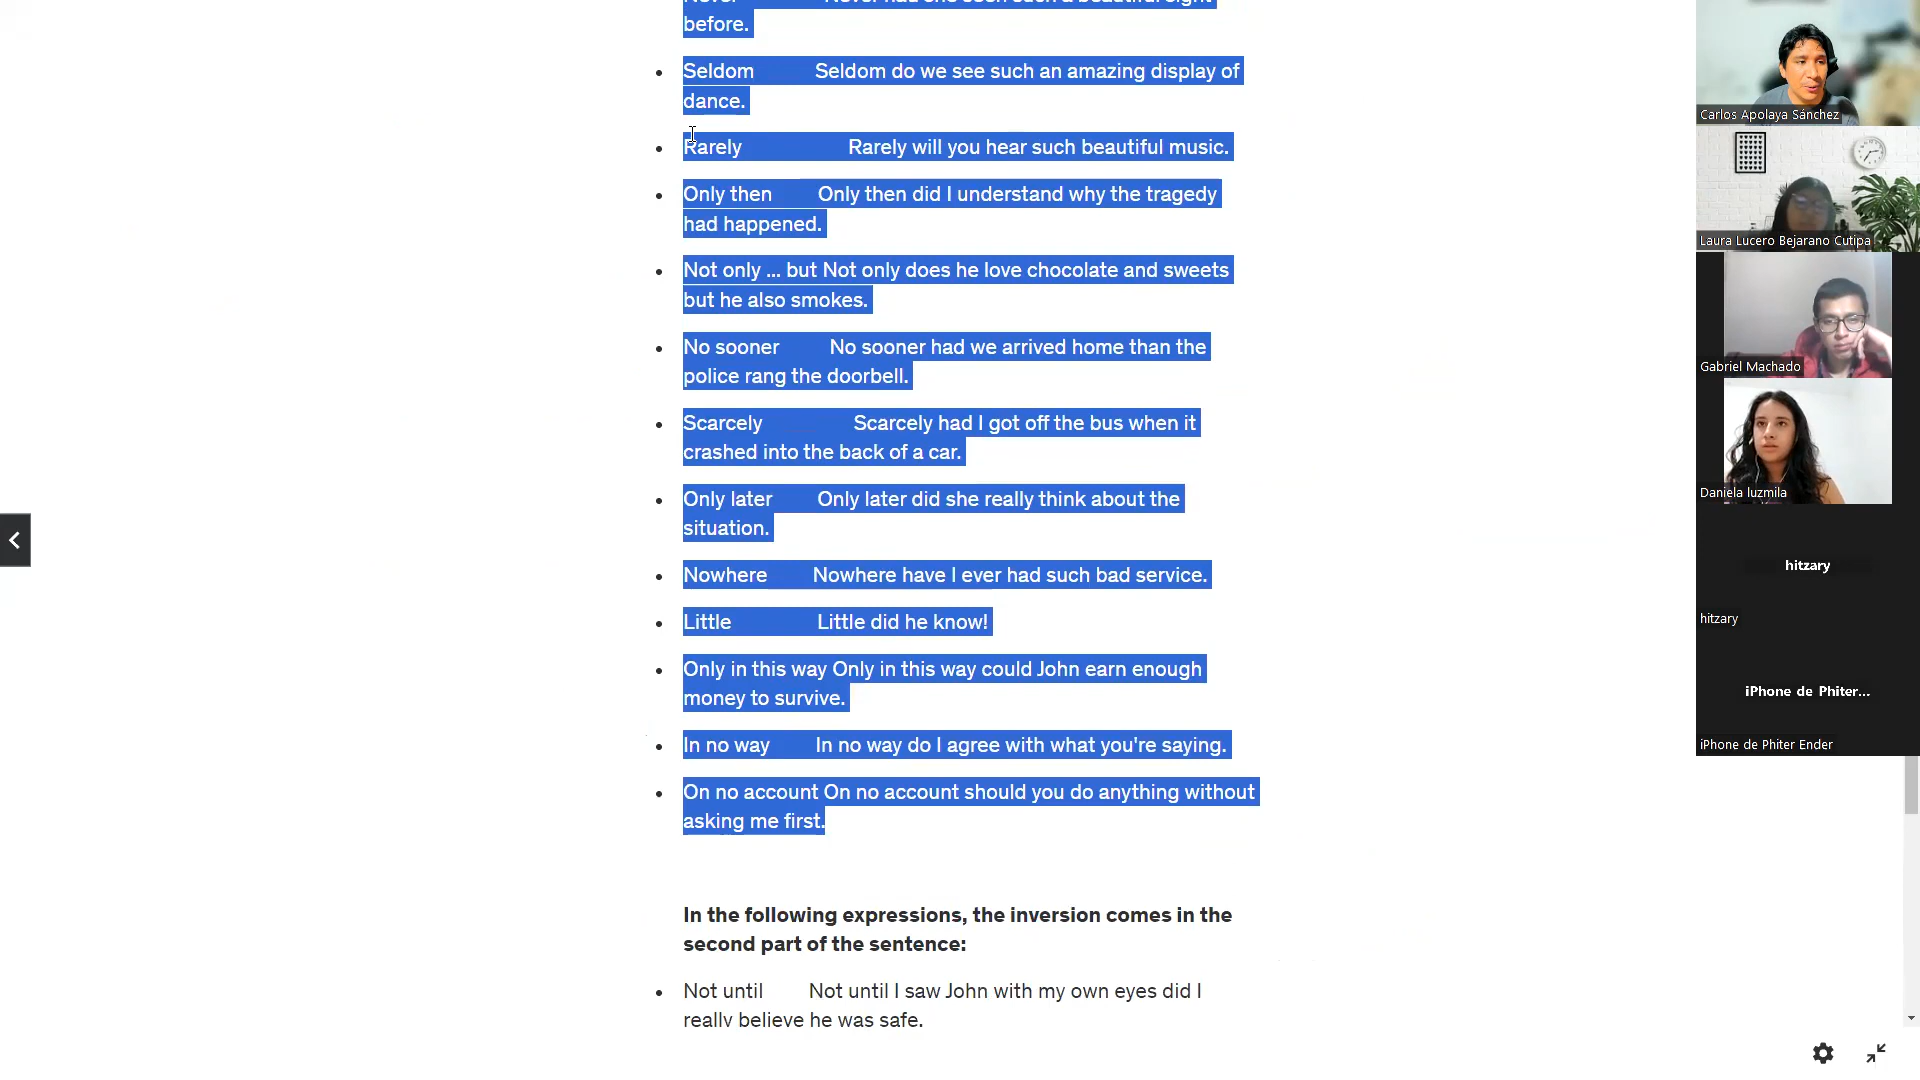 Never Never had she seen such a beautiful sight
before.
Seldom Seldom do we see such an amazing display of
dance.
Rarely Rarely will you hear such beautiful music.
Only then Only then did I understand why the tragedy
had happened.
Not only ... but Not only does he love chocolate and sweets
but he also smokes.
No sooner No sooner had we arrived home than the
police rang the doorbell.
Scarcely Scarcely had I got off the bus when it
crashed into the back of a car.
Only later Only later did she really think about the
situation.
Nowhere Nowhere have I ever had such bad service.
Little Little did he know!
Only in this way Only in this way could John earn enough
money to survive.
In no way In no way do I agree with what you're saying.
On no account On no account should you do anything without
asking me first.
In the following expressions, the inversion comes in the
second part of the sentence:
Not until Not until I saw John with my own eyes did I
really believe he was safe.
Carlos Apolaya Sánchez
Laura Lucero Bejarano Cutipa
Gabriel Machado
Daniela luzmila
hitzary
hitzary
iPhone de Phiter...
iPhone de Phiter Ender